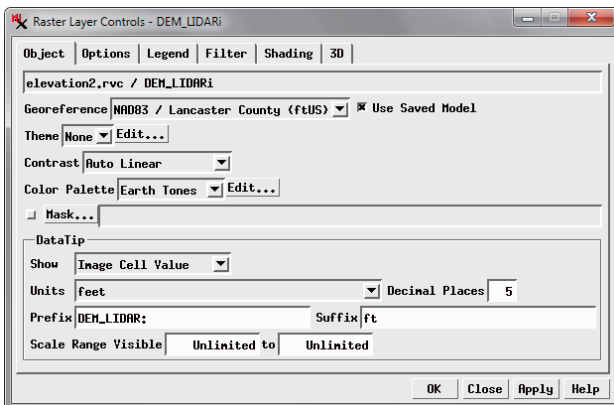 Raster Layer Controls - DEM_LIDARi
Object Options Legend Filter Shading 3D
elevation2.rvc / DEM_LIDARi
Georeference NAD83 / Lancaster County (ftUS) Use Saved Model
Theme None Edit...
Contrast Auto Linear
Color Palette Earth Tones Edit...
Mask...
DataTip
Show Image Cell Value
Units feet Decimal Places 5
Prefix DEM_LIDAR: Suffix ft
Scale Range Visible Unlimited to Unlimited
OK Close Apply Help